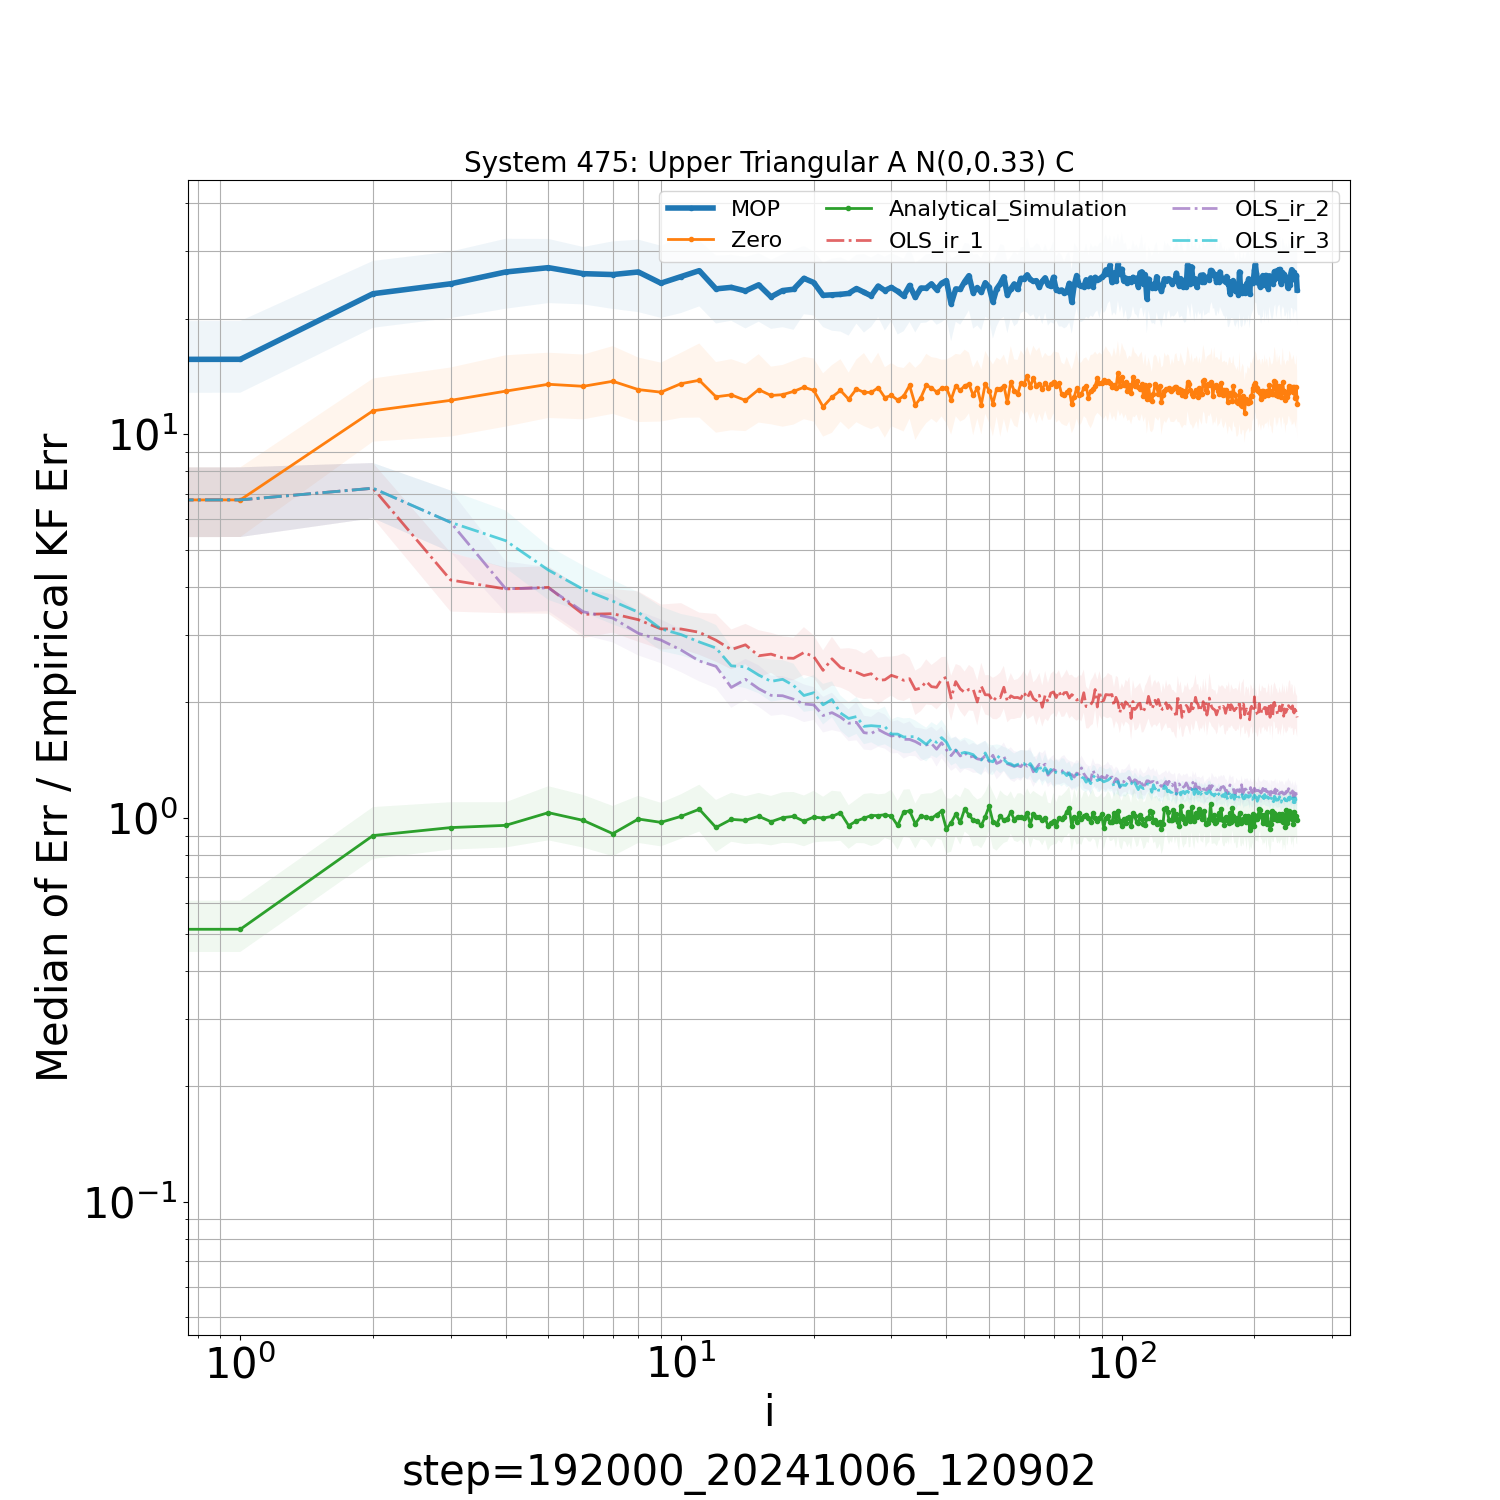 System 475: Upper Triangular A N(0,0.33) C
MOP
Zero
Analytical_Simulation
OLS_ir_1
OLS_ir_2
OLS_ir_3
Median of Err / Empirical KF Err
10¹
10⁰
10⁻¹
10⁰ 10¹ 10²
i
step=192000_20241006_120902